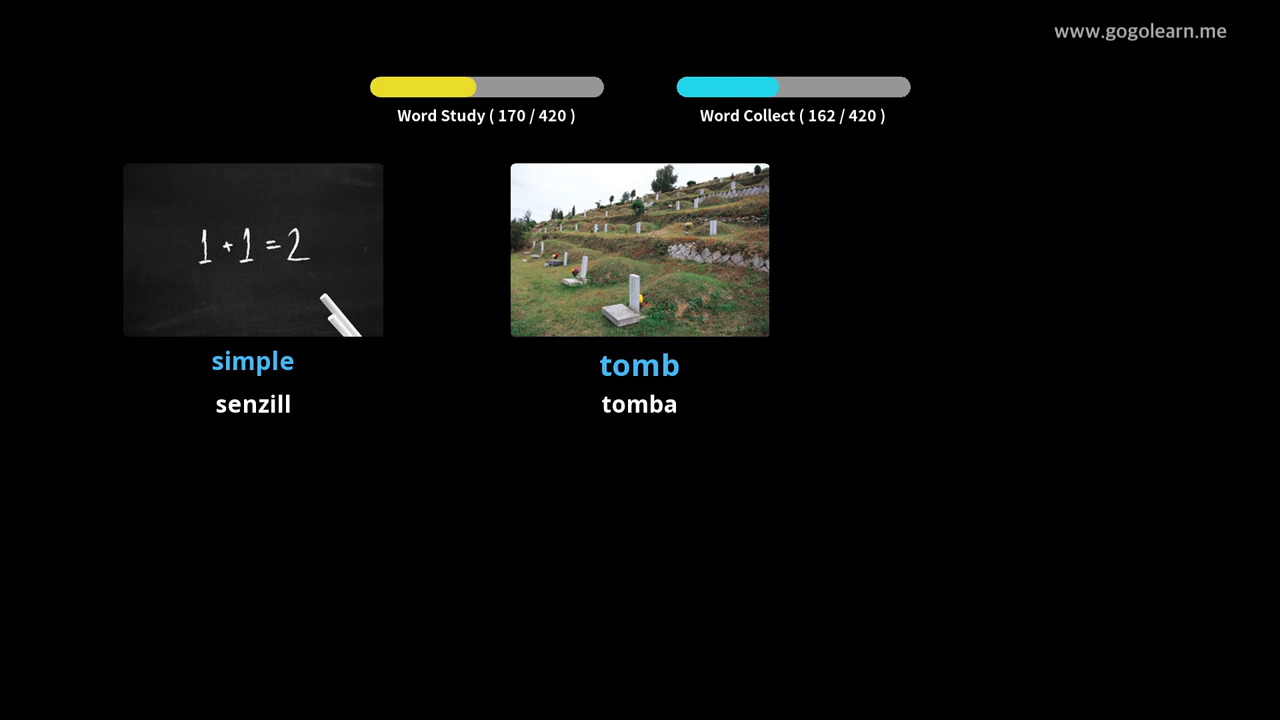 www.gogolearn.me
Word Study ( 170 / 420 )
Word Collect ( 162 / 420 )
1 + 1 = 2
simple
senzill
tomb
tomba